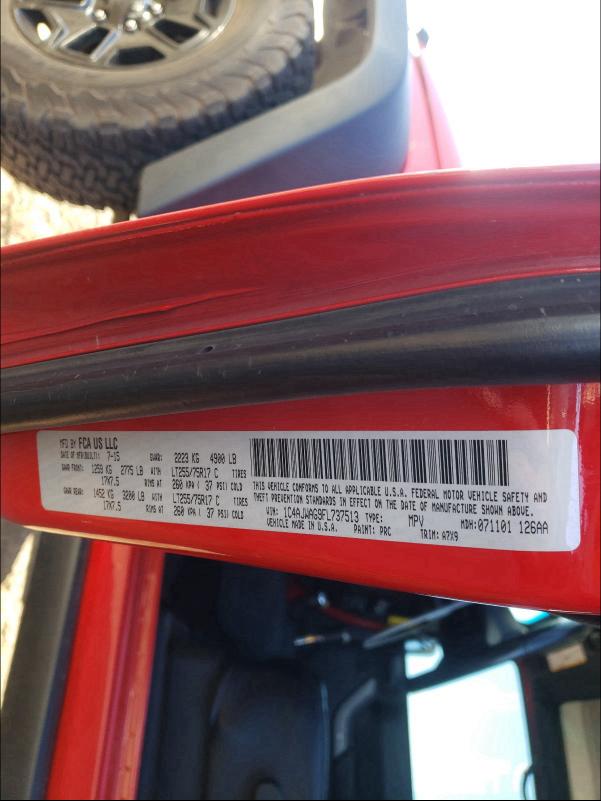 MFD BY FCA US LLC
DATE OF MFR(BUILT): 7-15 GVWR: 2223 KG 4900 LB
GAWR FRONT: 1259 KG 2775 LB WITH LT255/75R17 C TIRES
17X7.5 RIMS AT 260 KPA ( 37 PSI) COLD
GAWR REAR: 1452 KG 3200 LB WITH LT255/75R17 C TIRES
17X7.5 RIMS AT 260 KPA ( 37 PSI) COLD
THIS VEHICLE CONFORMS TO ALL APPLICABLE U.S.A. FEDERAL MOTOR VEHICLE SAFETY AND
THEFT PREVENTION STANDARDS IN EFFECT ON THE DATE OF MANUFACTURE SHOWN ABOVE.
VIN: 1C4AJWAG9FL737513 TYPE: MPV MDH:071101 126AA
VEHICLE MADE IN U.S.A. PAINT: PRC TRIM: A7X9